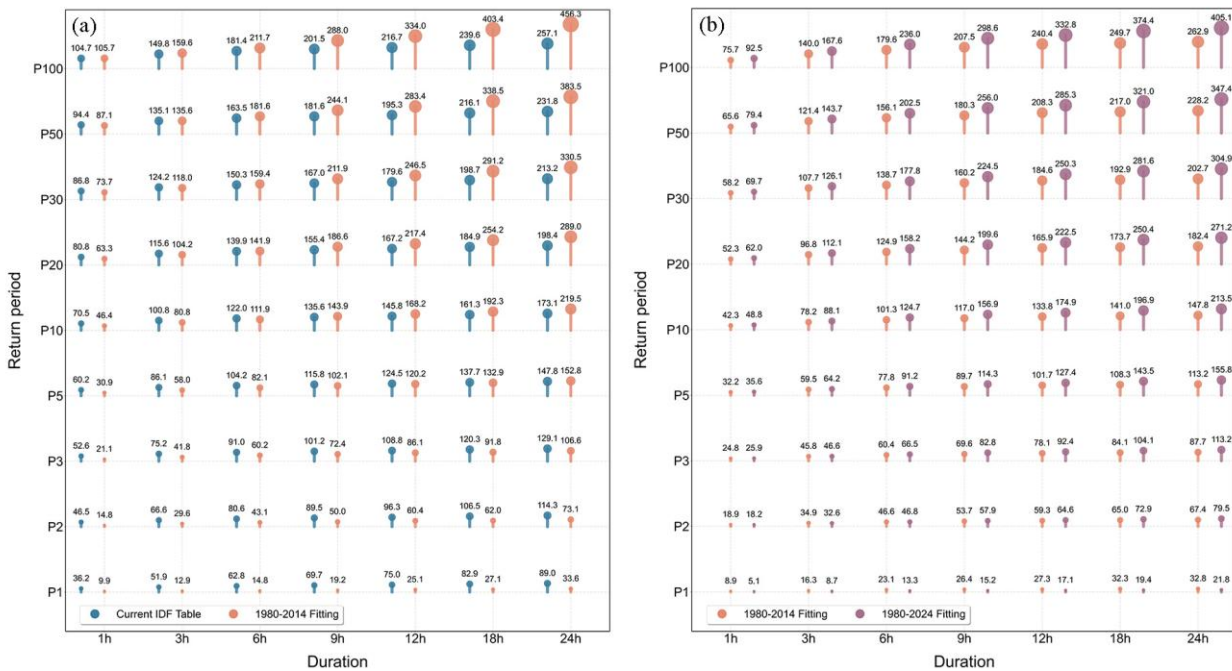 (a)
104.7 105.7 149.8 159.6 181.4 211.7 201.5 288.0 216.7 334.0 239.6 403.4 257.1 456.3
P100
94.4 87.1 135.1 135.6 163.5 181.6 181.6 244.1 195.3 283.4 216.1 338.5 231.8 383.5
P50
86.8 73.7 124.2 118.0 150.3 159.4 167.0 211.9 179.6 246.5 198.7 291.2 213.2 330.5
P30
80.8 63.3 115.6 104.2 139.9 141.9 155.4 186.6 167.2 217.4 184.9 254.2 198.4 289.0
P20
70.5 46.4 100.8 80.8 122.0 111.9 135.6 143.9 145.8 168.2 161.3 192.3 173.1 219.5
P10
60.2 30.9 86.1 58.0 104.2 82.1 115.8 102.1 124.5 120.2 137.7 132.9 147.8 152.8
P5
52.6 21.1 75.2 41.8 91.0 60.2 101.2 72.4 108.8 86.1 120.3 91.8 129.1 106.6
P3
46.5 14.8 66.6 29.6 80.6 43.1 89.5 50.0 96.3 60.4 106.5 62.0 114.3 73.1
P2
36.2 9.9 51.9 12.9 62.8 14.8 69.7 19.2 75.0 25.1 82.9 27.1 89.0 33.6
P1
Return period
Current IDF Table 1980-2014 Fitting
1h 3h 6h 9h 12h 18h 24h
Duration
(b)
75.7 92.5 140.0 167.6 179.6 236.0 207.5 298.6 240.4 332.8 249.7 374.4 262.9 405.1
P100
65.6 79.4 121.4 143.7 156.1 202.5 180.3 256.0 208.3 285.3 217.0 321.0 228.2 347.4
P50
58.2 69.7 107.7 126.1 138.7 177.8 160.2 224.5 184.6 250.3 192.9 281.6 202.7 304.9
P30
52.3 62.0 96.8 112.1 124.9 158.2 144.2 199.6 165.9 222.5 173.7 250.4 182.4 271.2
P20
42.3 48.8 78.2 88.1 101.3 124.7 117.0 156.9 133.8 174.9 141.0 196.9 147.8 213.5
P10
32.2 35.6 59.5 64.2 77.8 91.2 89.7 114.3 101.7 127.4 108.3 143.5 113.2 155.8
P5
24.8 25.9 45.8 46.6 60.4 66.5 69.6 82.8 78.1 92.4 84.1 104.1 87.7 113.2
P3
18.9 18.2 34.9 32.6 46.6 46.8 53.7 57.9 59.3 64.6 65.0 72.9 67.4 79.5
P2
8.9 5.1 16.3 8.7 23.1 13.3 26.4 15.2 27.3 17.1 32.3 19.4 32.8 21.8
P1
Return period
1980-2014 Fitting 1980-2024 Fitting
1h 3h 6h 9h 12h 18h 24h
Duration